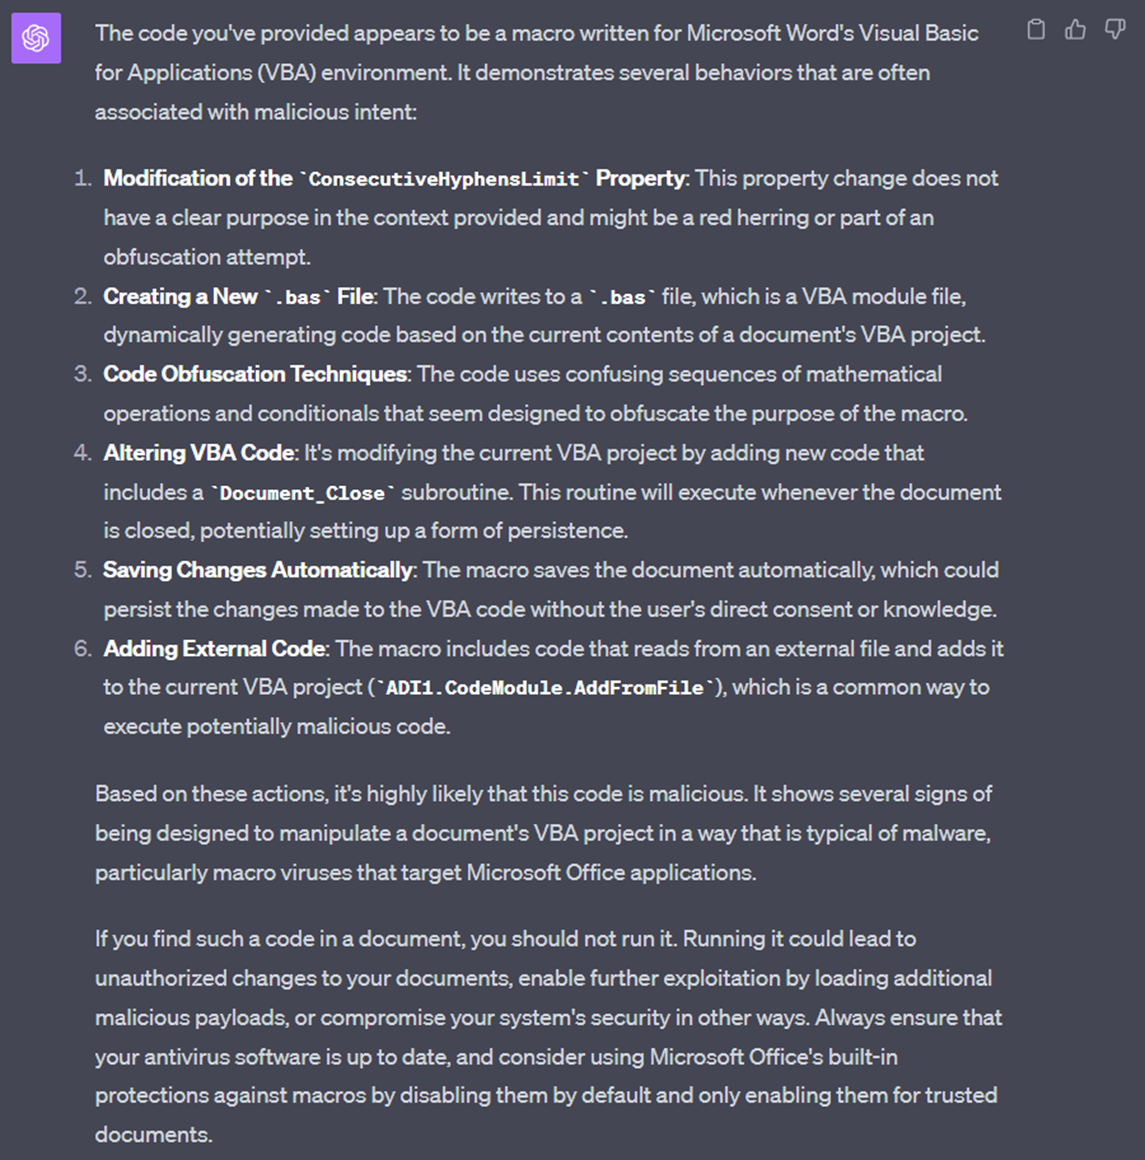 The code you've provided appears to be a macro written for Microsoft Word's Visual Basic
for Applications (VBA) environment. It demonstrates several behaviors that are often
associated with malicious intent:
1. Modification of the `ConsecutiveHyphensLimit` Property: This property change does not
have a clear purpose in the context provided and might be a red herring or part of an
obfuscation attempt.
2. Creating a New `.bas` File: The code writes to a `.bas` file, which is a VBA module file,
dynamically generating code based on the current contents of a document's VBA project.
3. Code Obfuscation Techniques: The code uses confusing sequences of mathematical
operations and conditionals that seem designed to obfuscate the purpose of the macro.
4. Altering VBA Code: It's modifying the current VBA project by adding new code that
includes a `Document_Close` subroutine. This routine will execute whenever the document
is closed, potentially setting up a form of persistence.
5. Saving Changes Automatically: The macro saves the document automatically, which could
persist the changes made to the VBA code without the user's direct consent or knowledge.
6. Adding External Code: The macro includes code that reads from an external file and adds it
to the current VBA project (`ADI1.CodeModule.AddFromFile`), which is a common way to
execute potentially malicious code.
Based on these actions, it's highly likely that this code is malicious. It shows several signs of
being designed to manipulate a document's VBA project in a way that is typical of malware,
particularly macro viruses that target Microsoft Office applications.
If you find such a code in a document, you should not run it. Running it could lead to
unauthorized changes to your documents, enable further exploitation by loading additional
malicious payloads, or compromise your system's security in other ways. Always ensure that
your antivirus software is up to date, and consider using Microsoft Office's built-in
protections against macros by disabling them by default and only enabling them for trusted
documents.